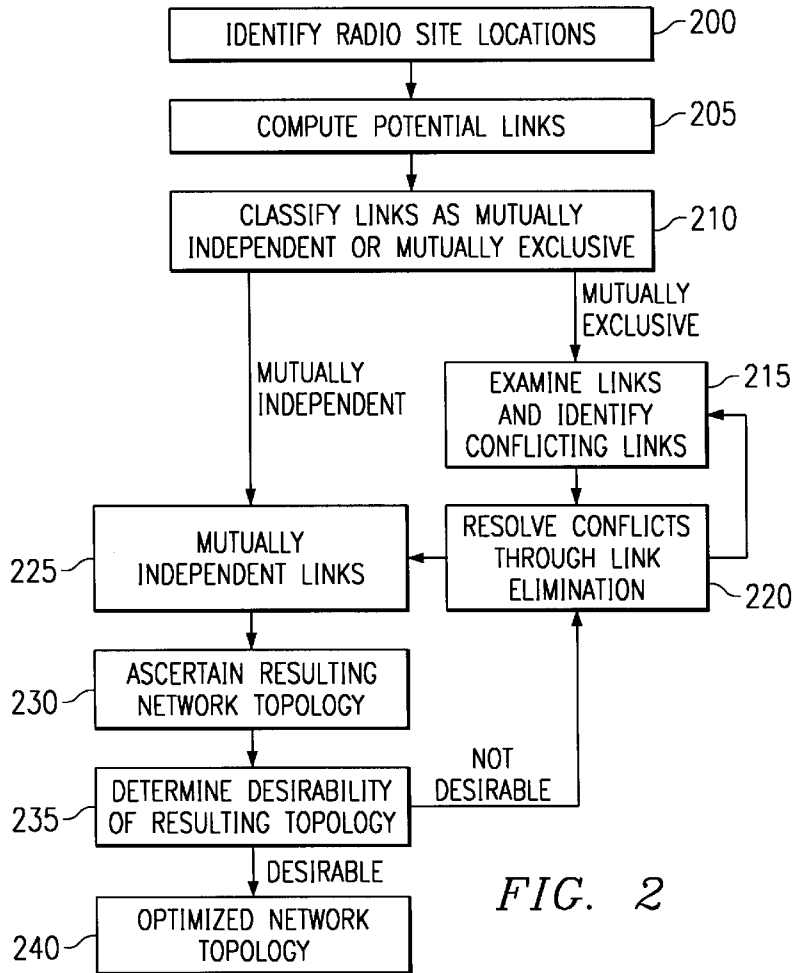 IDENTIFY RADIO SITE LOCATIONS
200
COMPUTE POTENTIAL LINKS
205
CLASSIFY LINKS AS MUTUALLY
INDEPENDENT OR MUTUALLY EXCLUSIVE
210
MUTUALLY
EXCLUSIVE
MUTUALLY
INDEPENDENT
EXAMINE LINKS
AND IDENTIFY
CONFLICTING LINKS
215
RESOLVE CONFLICTS
THROUGH LINK
ELIMINATION
220
MUTUALLY
INDEPENDENT LINKS
225
ASCERTAIN RESULTING
NETWORK TOPOLOGY
230
DETERMINE DESIRABILITY
OF RESULTING TOPOLOGY
235
NOT
DESIRABLE
DESIRABLE
OPTIMIZED NETWORK
TOPOLOGY
240
FIG. 2